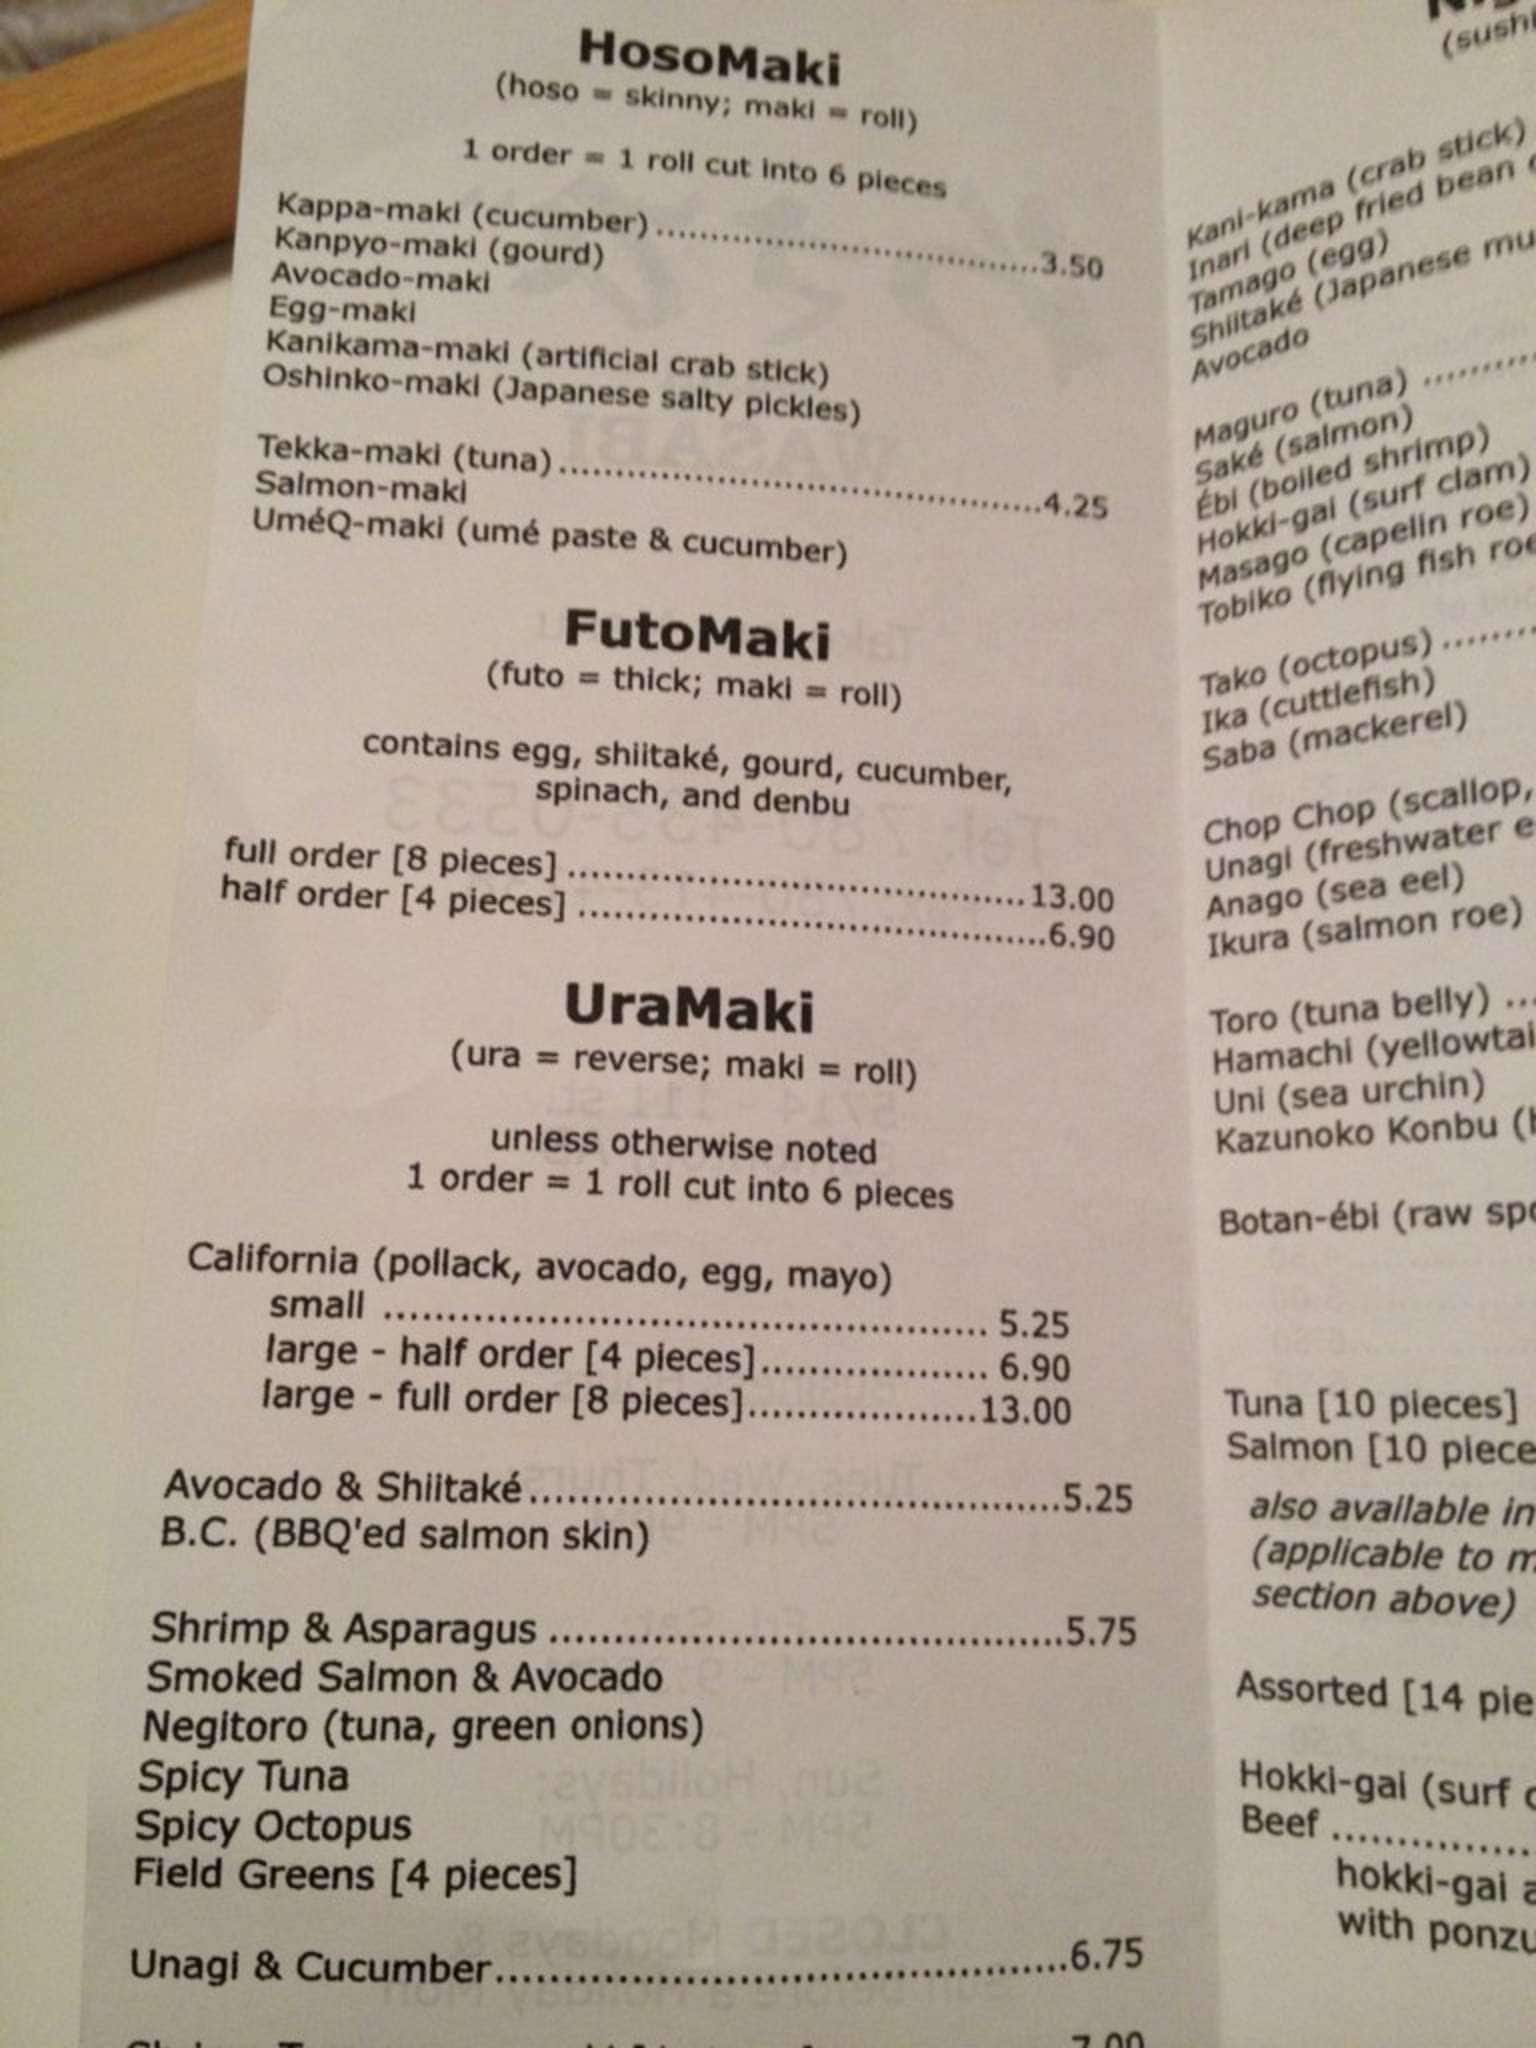 HosoMaki
(hoso = skinny; maki = roll)
1 order = 1 roll cut into 6 pieces
Kappa-maki (cucumber)......................................3.50
Kanpyo-maki (gourd)
Avocado-maki
Egg-maki
Kanikama-maki (artificial crab stick)
Oshinko-maki (Japanese salty pickles)
Tekka-maki (tuna)................................................4.25
Salmon-maki
UméQ-maki (umé paste & cucumber)
FutoMaki
(futo = thick; maki = roll)
contains egg, shiitaké, gourd, cucumber,
spinach, and denbu
full order [8 pieces] ............................................13.00
half order [4 pieces] .............................................6.90
UraMaki
(ura = reverse; maki = roll)
unless otherwise noted
1 order = 1 roll cut into 6 pieces
California (pollack, avocado, egg, mayo)
small ................................................ 5.25
large - half order [4 pieces].................. 6.90
large - full order [8 pieces]..................13.00
Avocado & Shiitaké..........................................5.25
B.C. (BBQ'ed salmon skin)
Shrimp & Asparagus ........................................5.75
Smoked Salmon & Avocado
Negitoro (tuna, green onions)
Spicy Tuna
Spicy Octopus
Field Greens [4 pieces]
Unagi & Cucumber.............................................6.75
7.00
(sushi
Kani-kama (crab stick)
Inari (deep fried bean
Tamago (egg)
Shiitaké (Japanese mu
Avocado
Maguro (tuna) ..........
Saké (salmon)
Ébi (boiled shrimp)
Hokki-gai (surf clam)
Masago (capelin roe)
Tobiko (flying fish roe
Tako (octopus) ........
Ika (cuttlefish)
Saba (mackerel)
Chop Chop (scallop,
Unagi (freshwater e
Anago (sea eel)
Ikura (salmon roe)
Toro (tuna belly) ...
Hamachi (yellowtai
Uni (sea urchin)
Kazunoko Konbu (
Botan-ébi (raw spo
Tuna [10 pieces]
Salmon [10 piece
also available in
(applicable to m
section above)
Assorted [14 pie
Hokki-gai (surf c
Beef ................
hokki-gai a
with ponzu